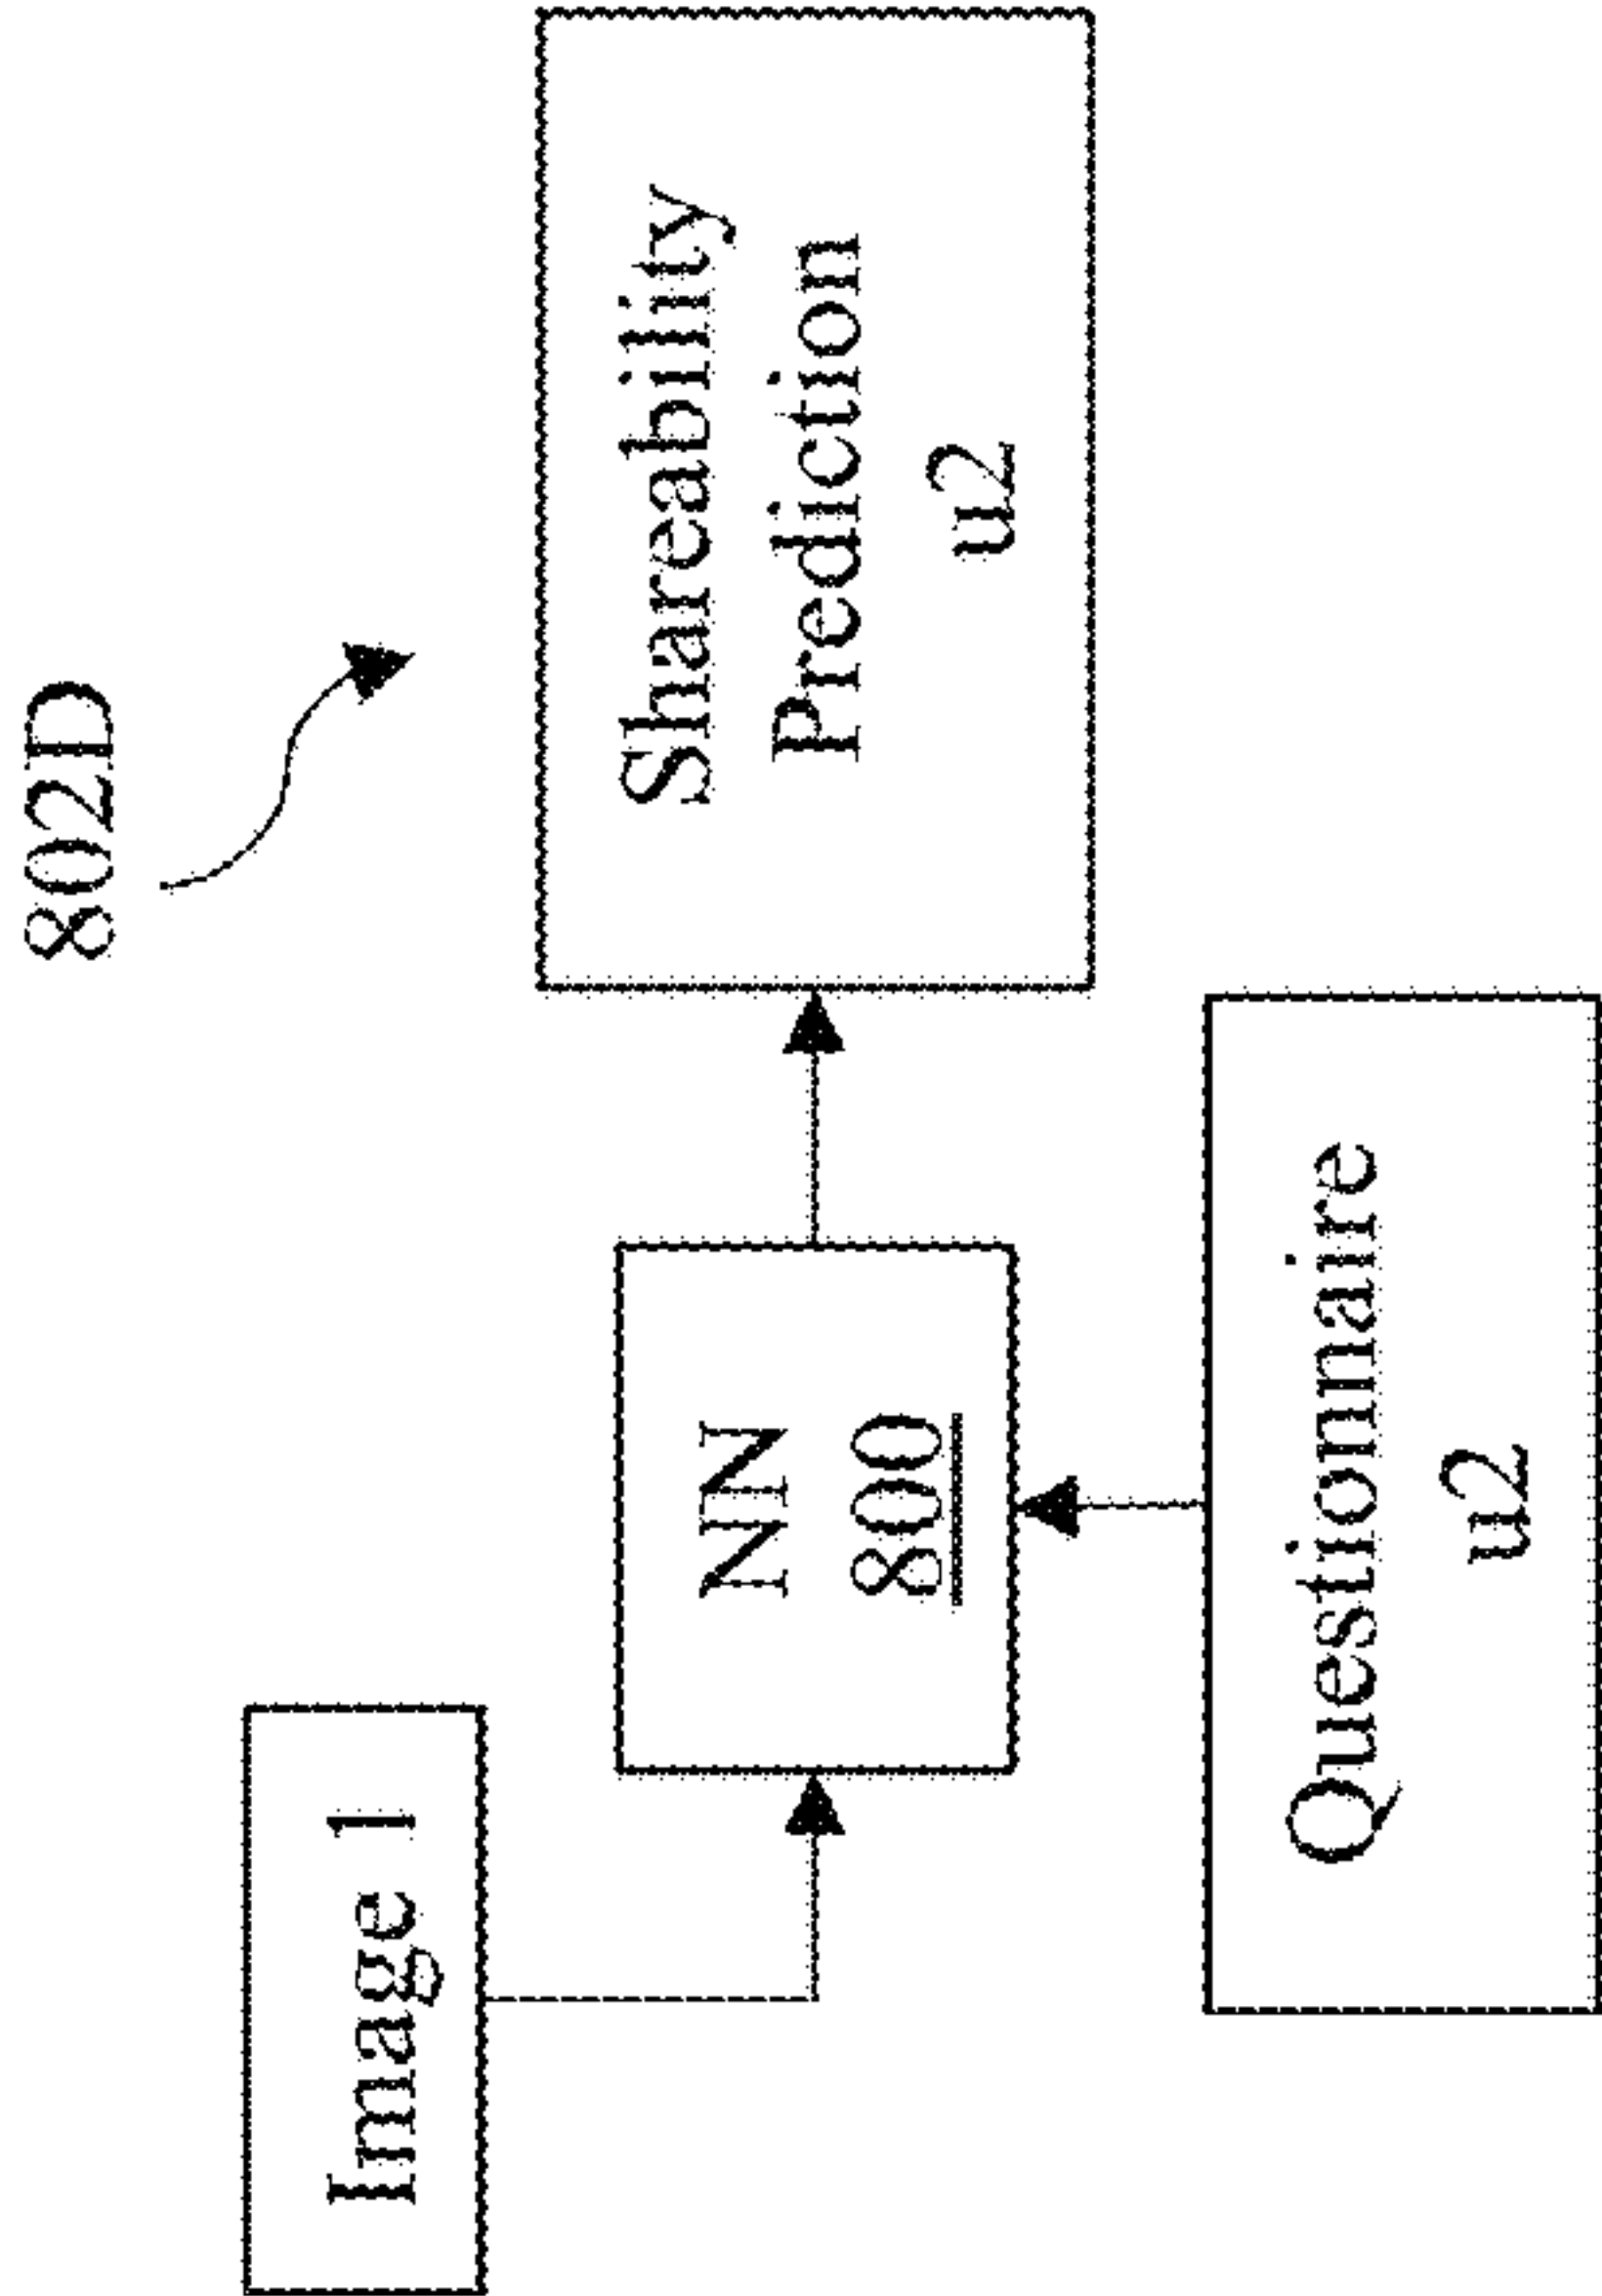 802D
Image 1
NN
800
Shareability
Prediction
u2
Questionnaire
u2